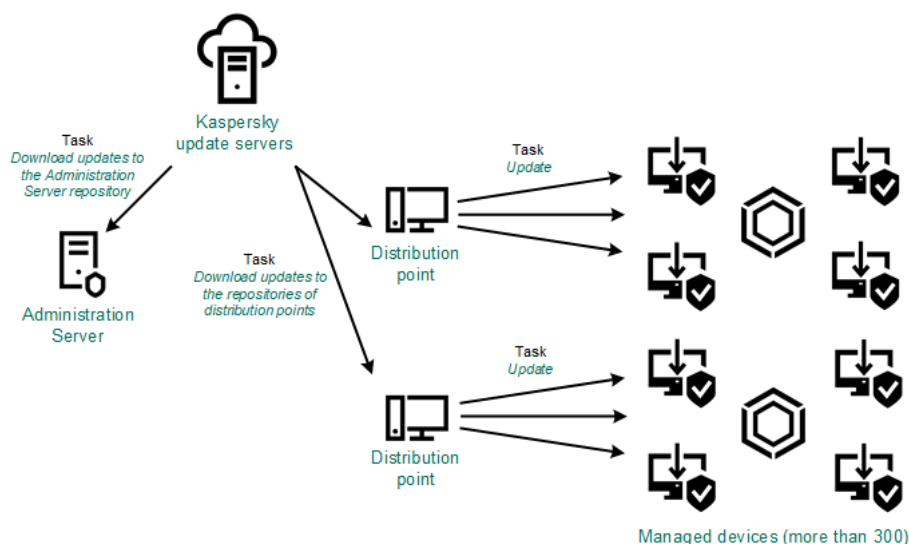 Kaspersky
update servers
Task
Download updates to
the Administration
Server repository
Administration
Server
Task
Download updates to
the repositories of
distribution points
Distribution
point
Task
Update
Distribution
point
Task
Update
Managed devices (more than 300)